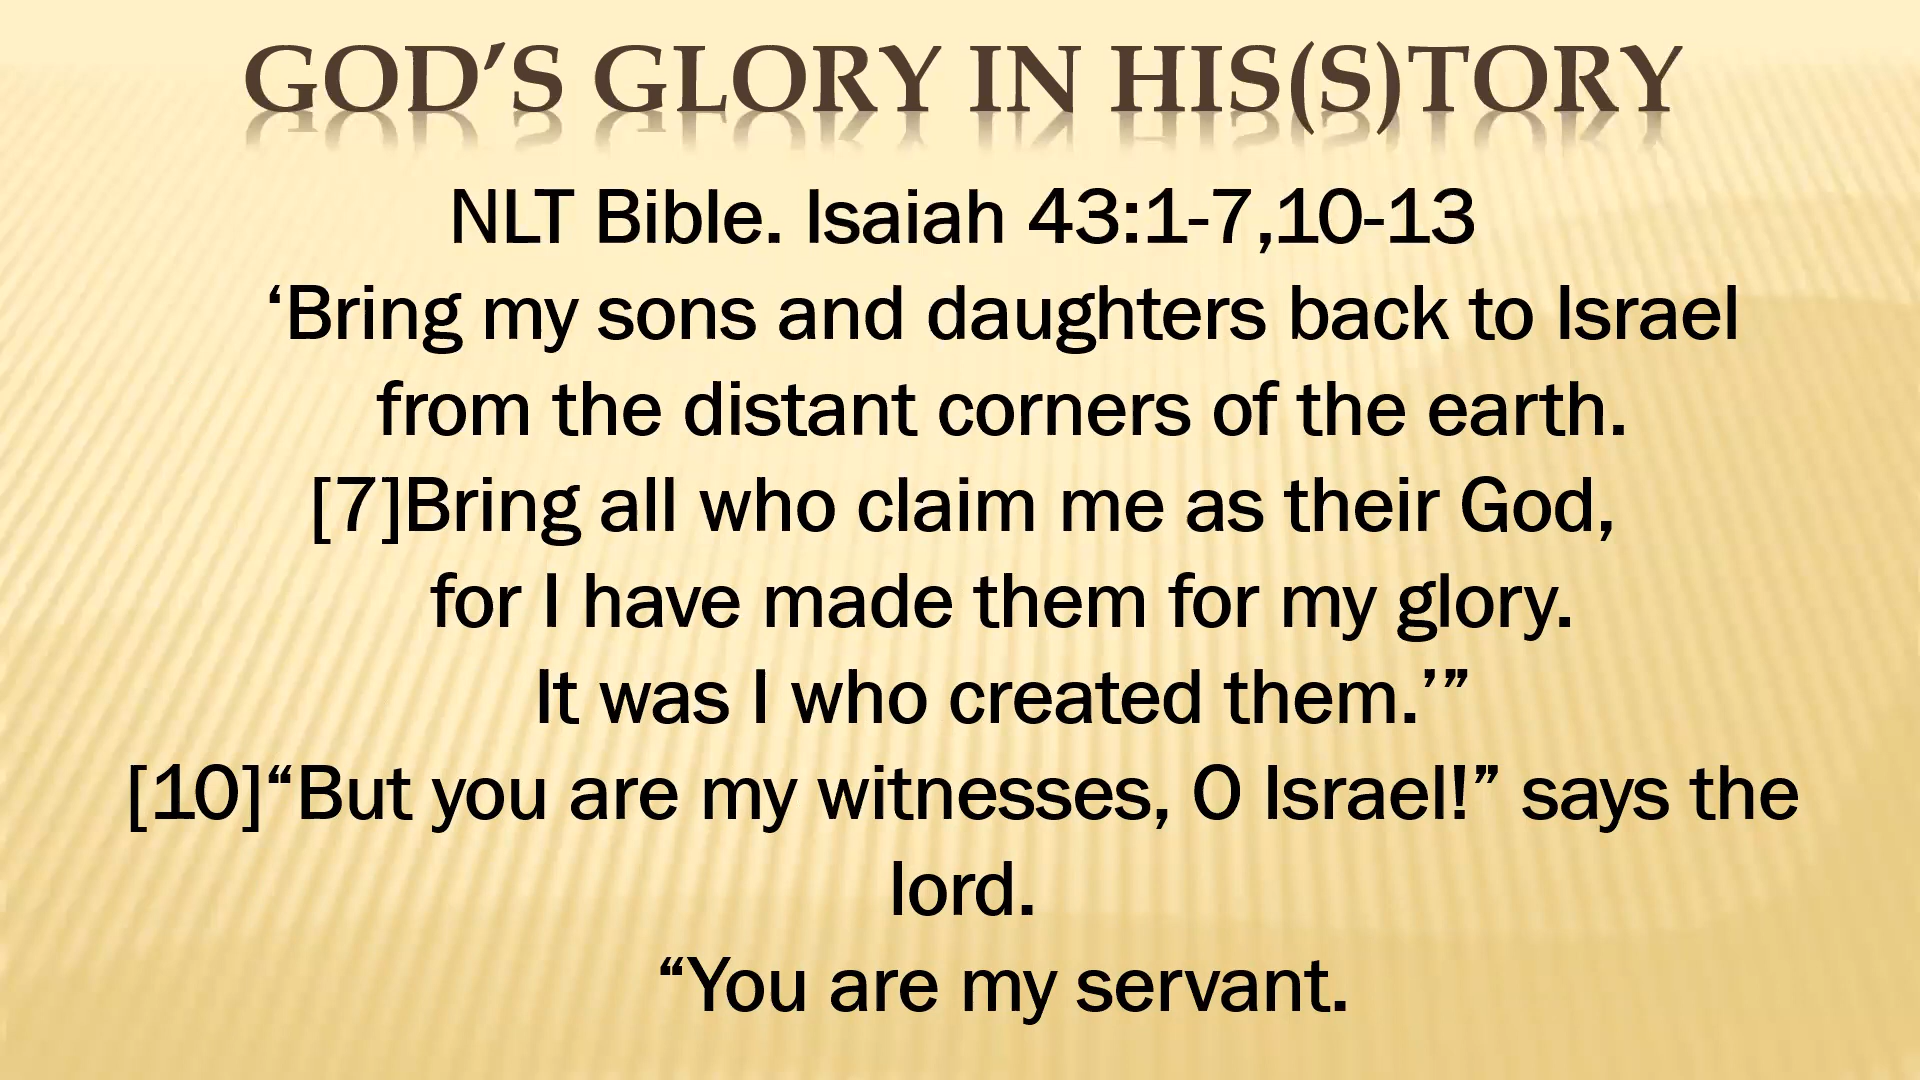 GOD’S GLORY IN HIS(S)TORY
NLT Bible. Isaiah 43:1-7,10-13
‘Bring my sons and daughters back to Israel
from the distant corners of the earth.
[7]Bring all who claim me as their God,
for I have made them for my glory.
It was I who created them.’”
[10]“But you are my witnesses, O Israel!” says the
lord.
“You are my servant.